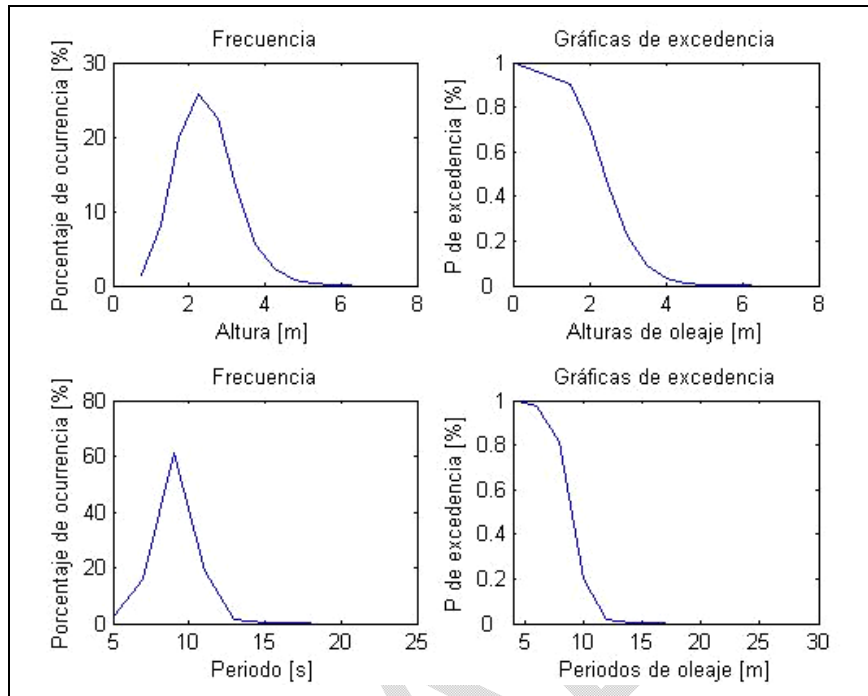 Frecuencia
Porcentaje de ocurrencia [%]
30
20
10
0
0 2 4 6 8
Altura [m]
Gráficas de excedencia
P de excedencia [%]
1
0.8
0.6
0.4
0.2
0
0 2 4 6 8
Alturas de oleaje [m]
Frecuencia
Porcentaje de ocurrencia [%]
80
60
40
20
0
5 10 15 20 25
Periodo [s]
Gráficas de excedencia
P de excedencia [%]
1
0.8
0.6
0.4
0.2
0
5 10 15 20 25 30
Periodos de oleaje [m]